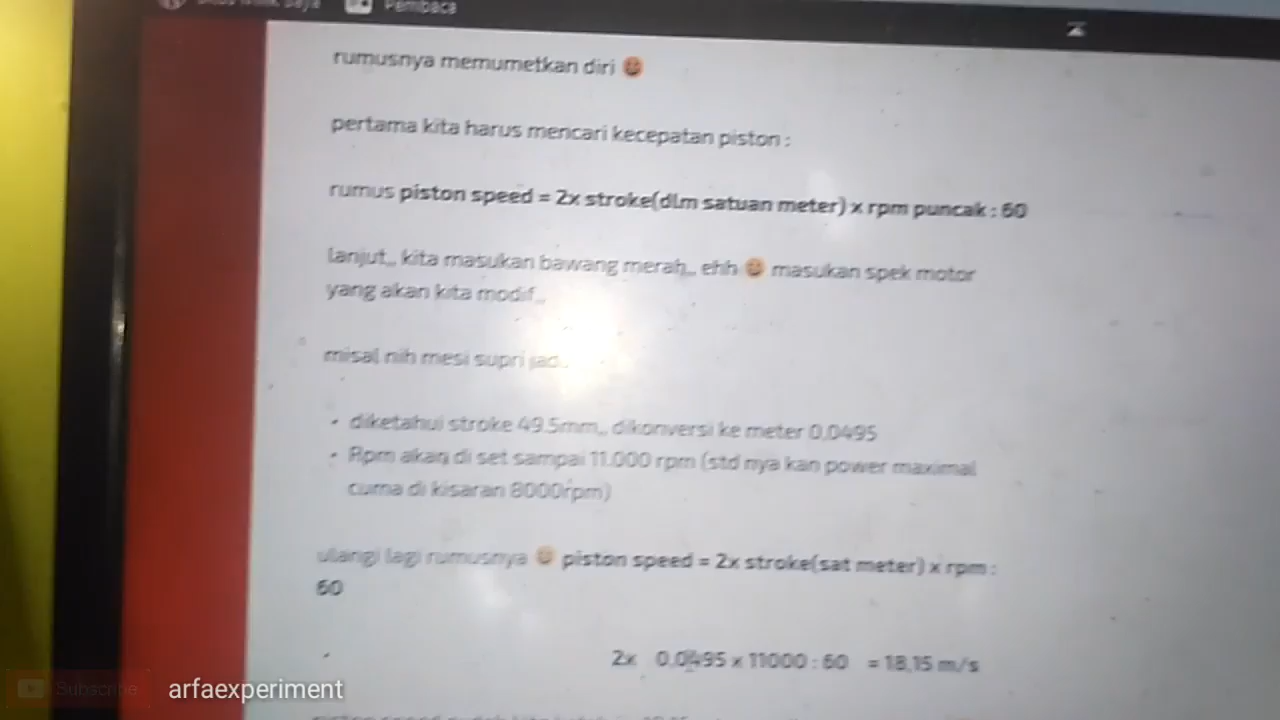 Pembaca
rumusnya memumetkan diri
pertama kita harus mencari kecepatan piston :
rumus piston speed = 2x stroke(dlm satuan meter) x rpm puncak : 60
lanjut,, kita masukan bawang merah,, ehh masukan spek motor
yang akan kita modif,,
misal nih mesi supri jad..
• diketahui stroke 49.5mm,, dikonversi ke meter 0.0495
• Rpm akan di set sampai 11.000 rpm (std nya kan power maximal
cuma di kisaran 8000rpm)
ulangi lagi rumusnya piston speed = 2x stroke(sat meter) x rpm :
60
2x 0.0495 x 11000 : 60 = 18,15 m/s
Subscribe
arfaexperiment